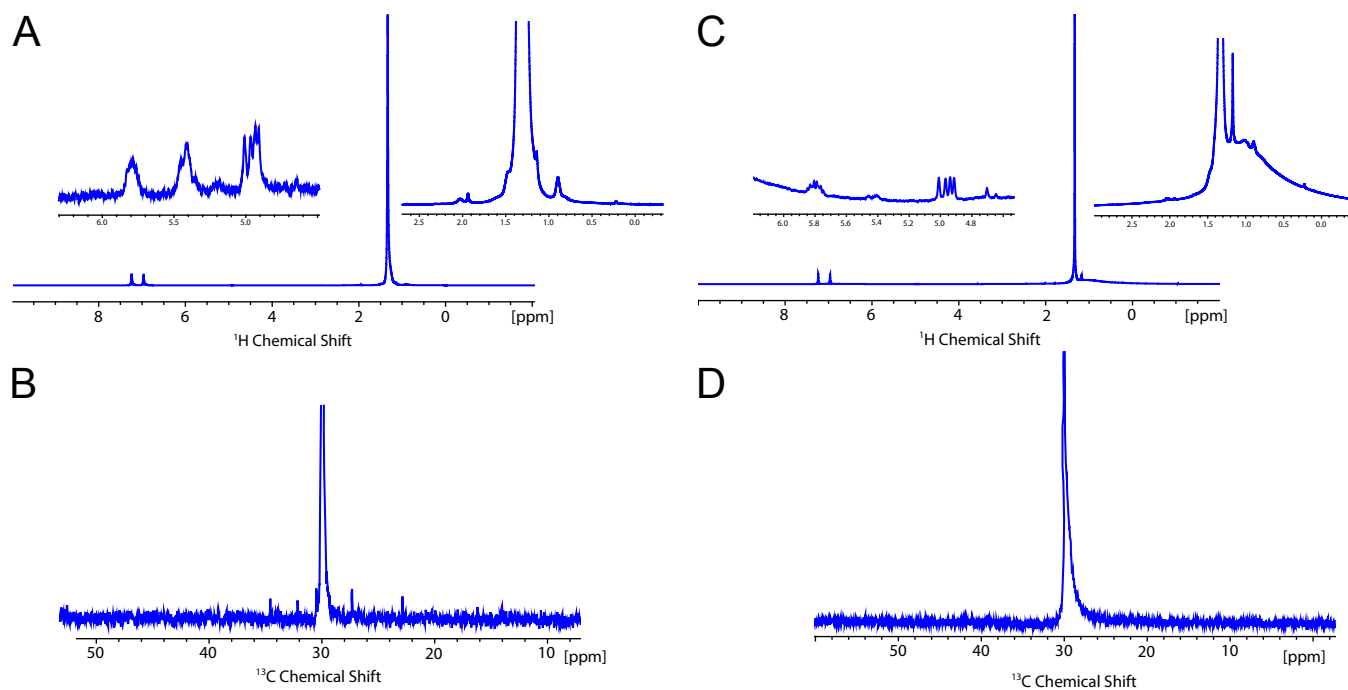 A
6.0 5.5 5.0
2.5 2.0 1.5 1.0 0.5 0.0
8 6 4 2 0 [ppm]
¹H Chemical Shift
C
6.0 5.8 5.6 5.4 5.2 5.0 4.8
2.5 2.0 1.5 1.0 0.5 0.0
8 6 4 2 0 [ppm]
¹H Chemical Shift
B
50 40 30 20 10 [ppm]
¹³C Chemical Shift
D
50 40 30 20 10 [ppm]
¹³C Chemical Shift